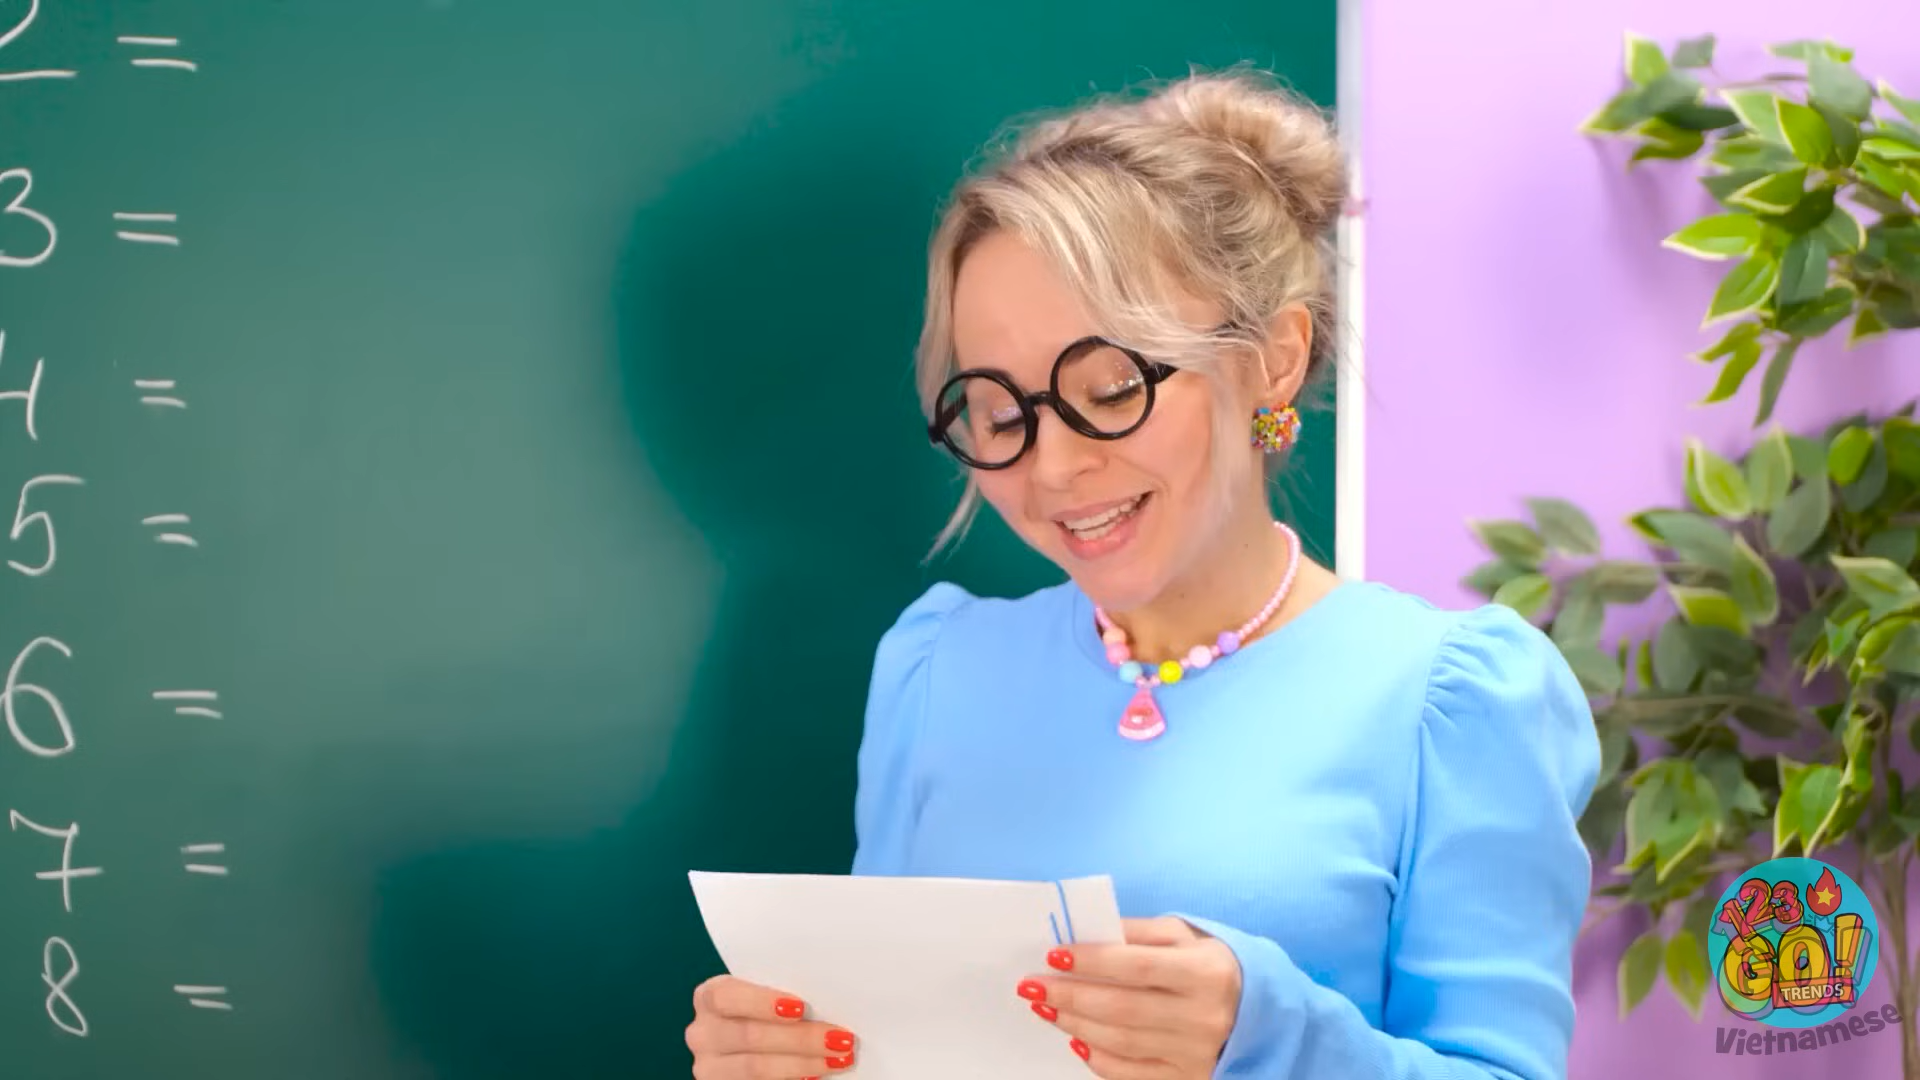 2 =
3 =
4 =
5 =
6 =
7 =
8 =
123
GO!
TRENDS
Vietnamese